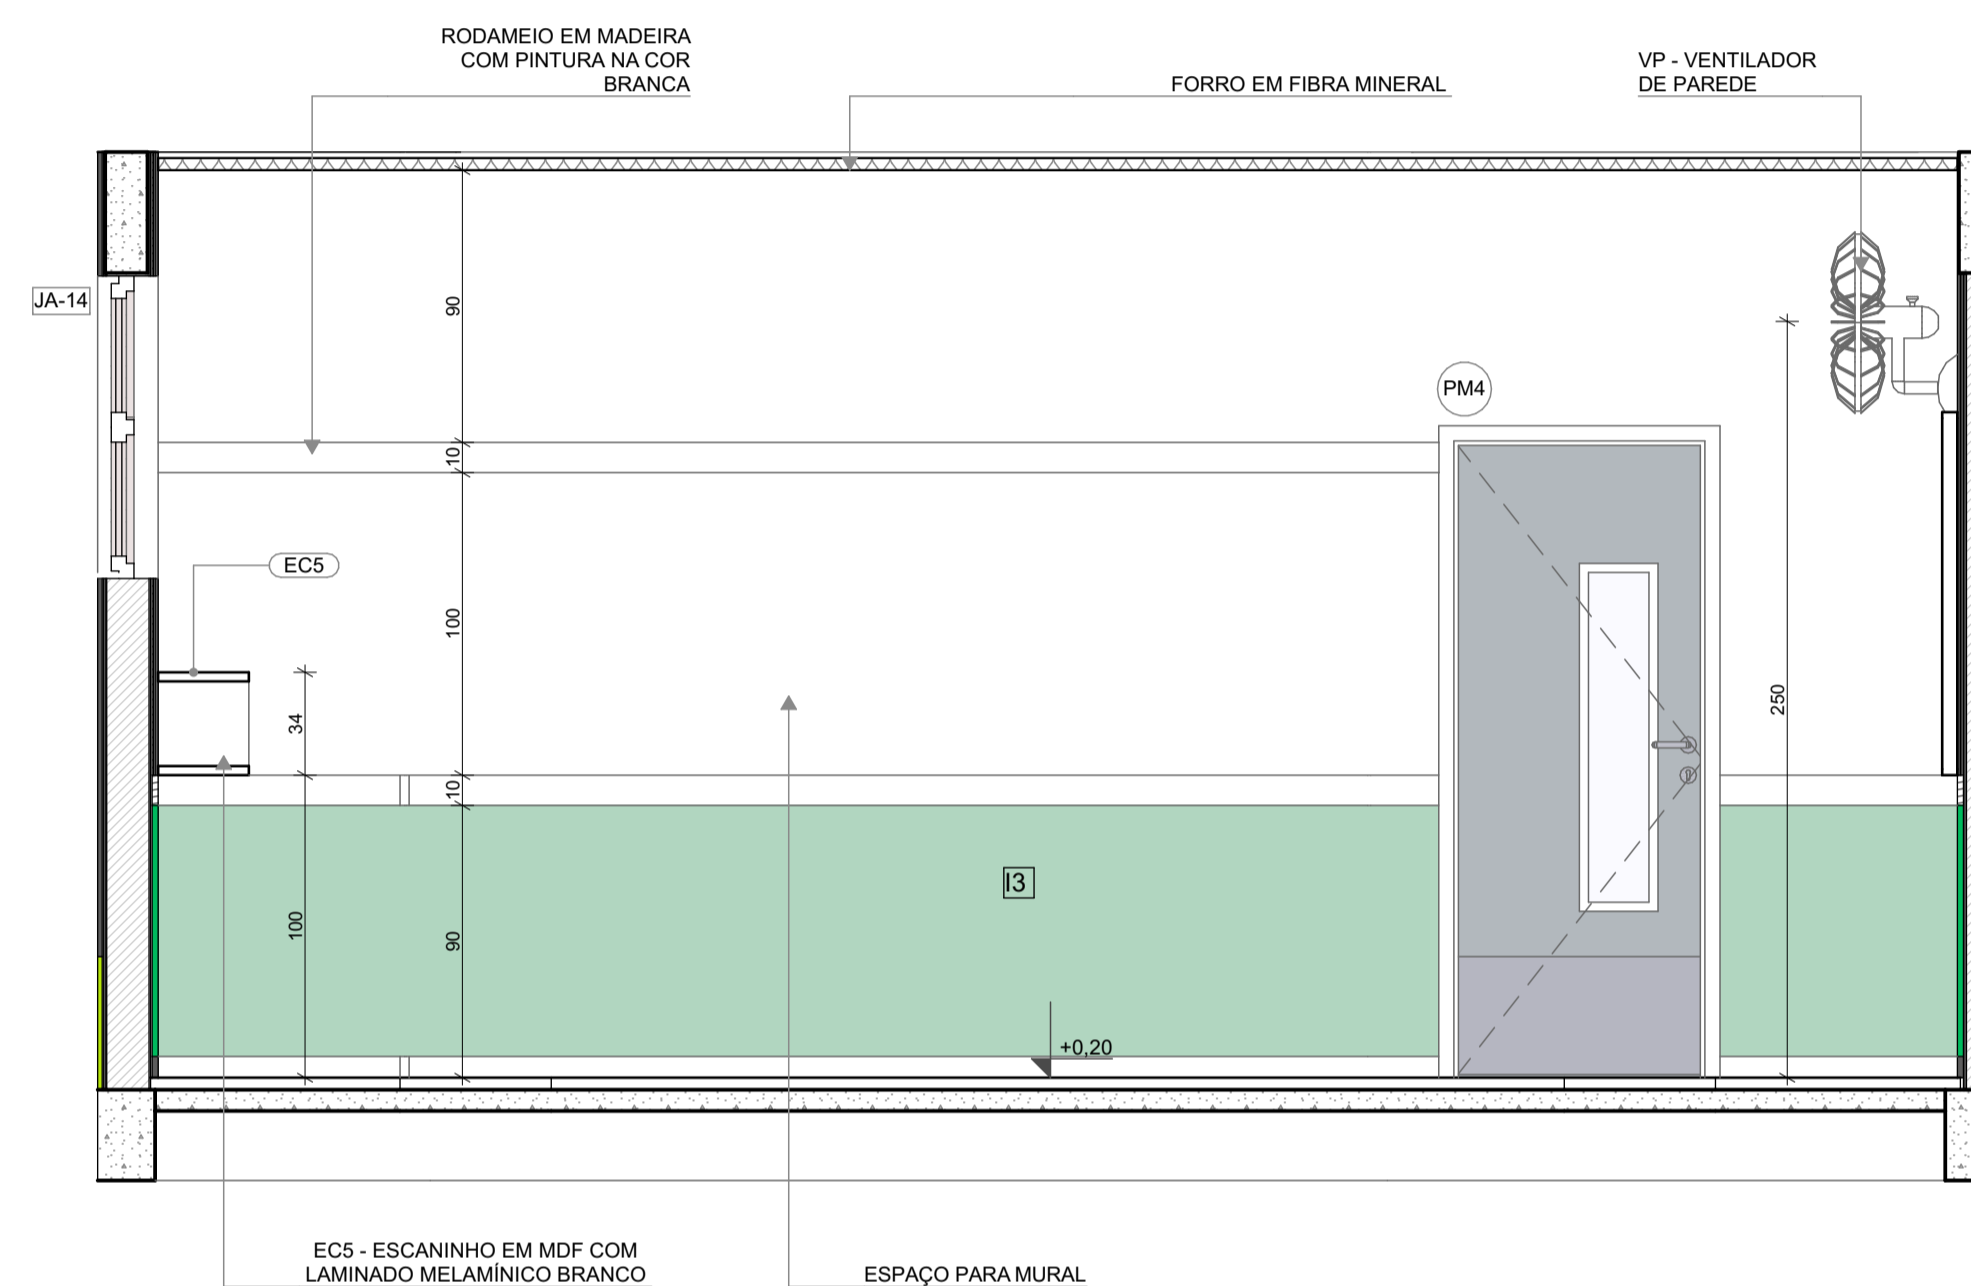 RODAMEIO EM MADEIRA
COM PINTURA NA COR
BRANCA
FORRO EM FIBRA MINERAL
VP - VENTILADOR
DE PAREDE
JA-14
90
PM4
10
EC5
100
34
250
10
I3
100
90
+0,20
EC5 - ESCANINHO EM MDF COM
LAMINADO MELAMÍNICO BRANCO
ESPAÇO PARA MURAL